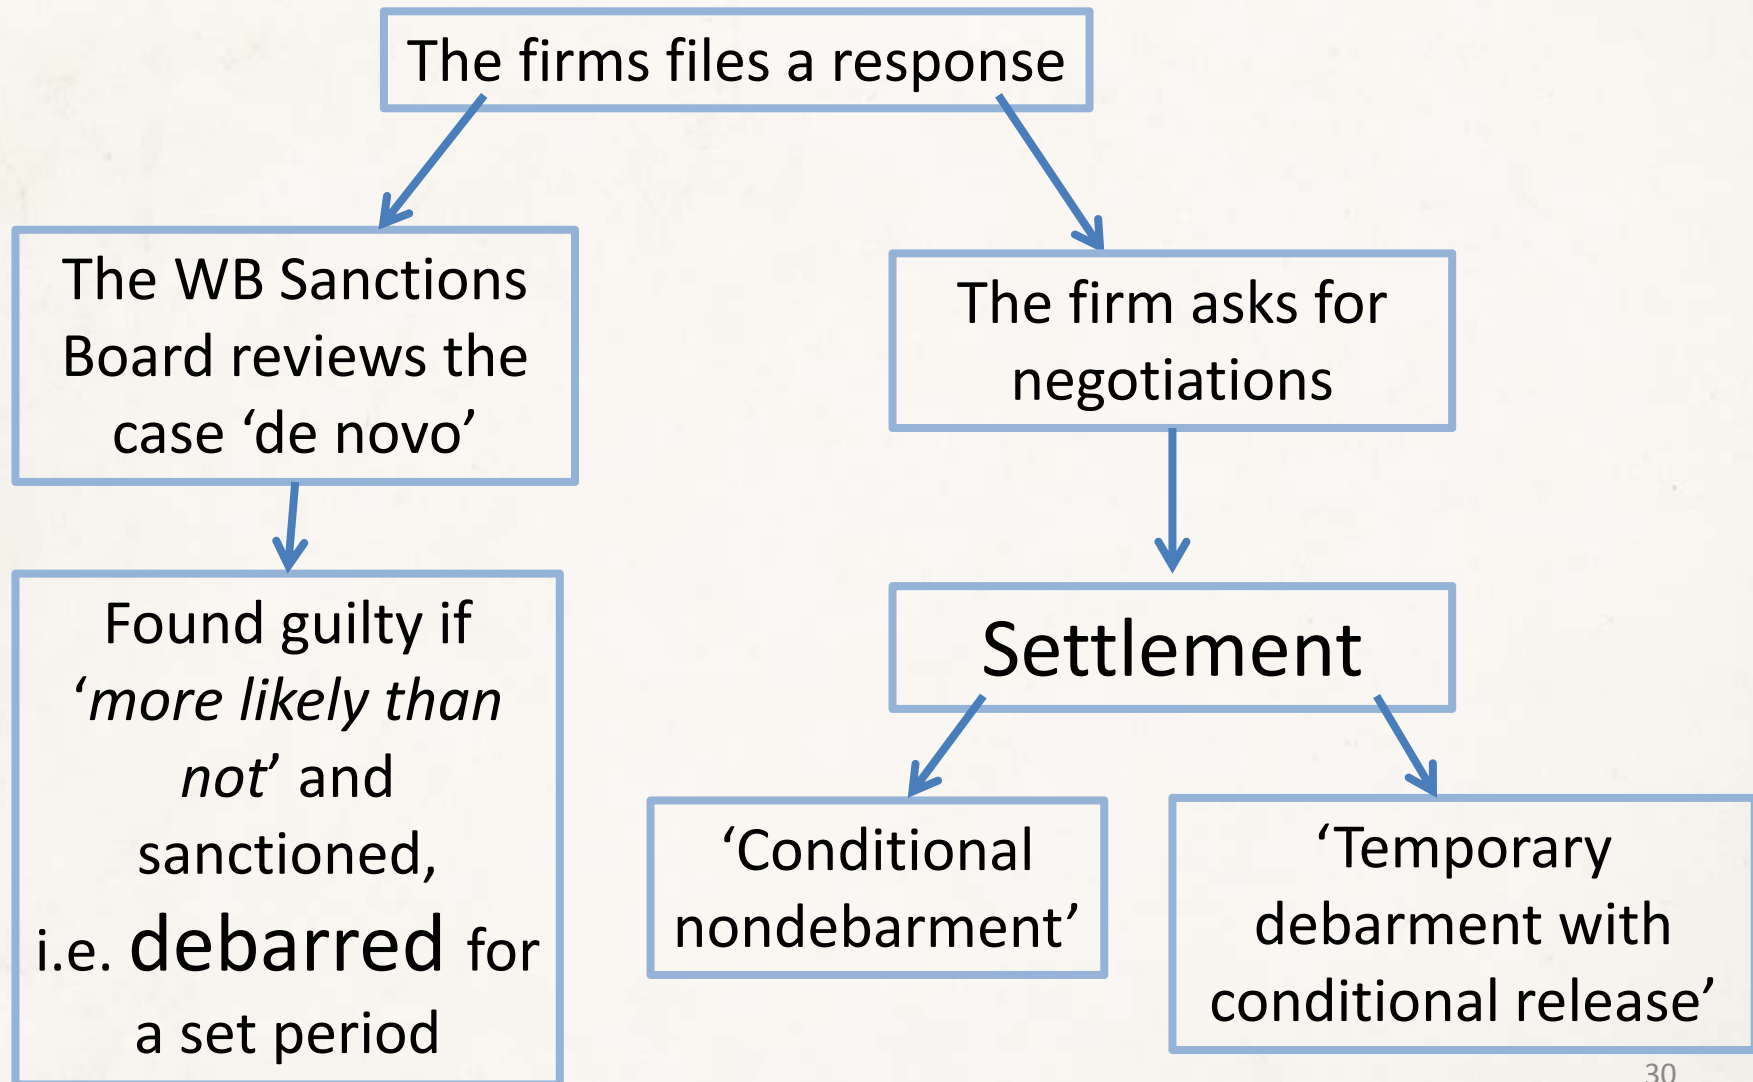 The firms files a response
The WB Sanctions
Board reviews the
case ‘de novo’
The firm asks for
negotiations
Found guilty if
‘more likely than
not’ and
sanctioned,
i.e. debarred for
a set period
Settlement
‘Conditional
nondebarment’
‘Temporary
debarment with
conditional release’
30